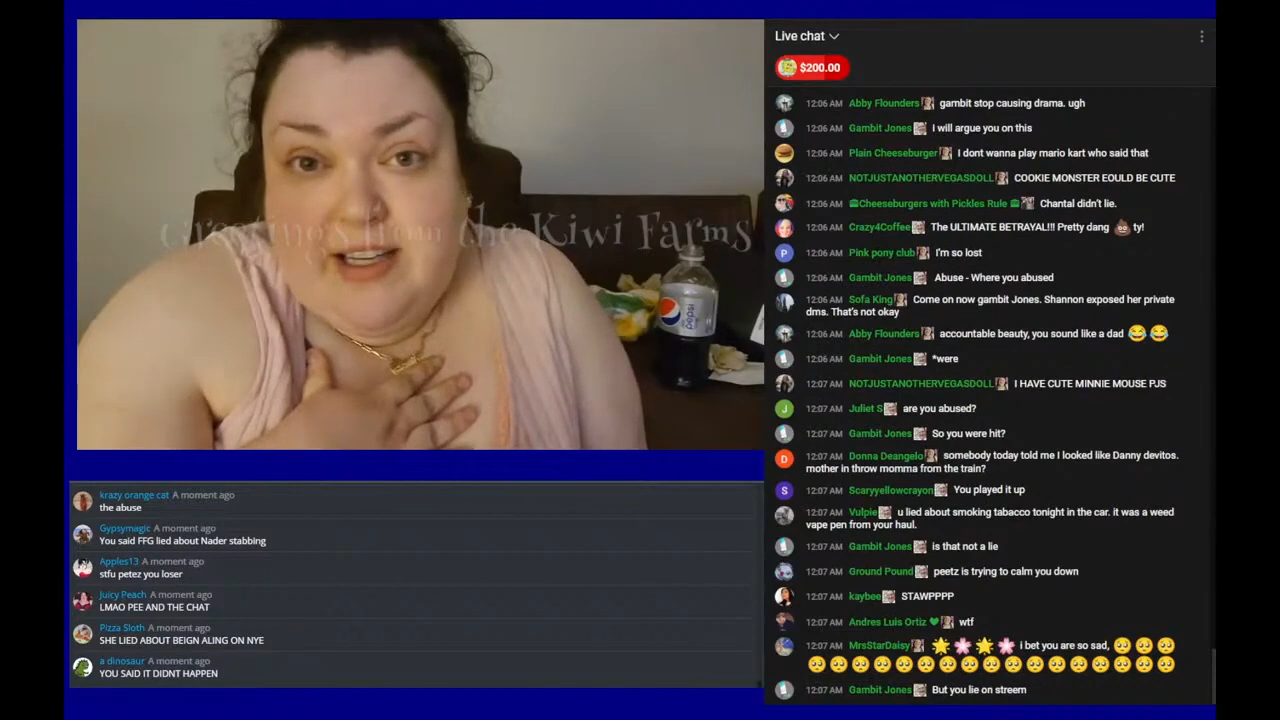 Greetings from the Kiwi Farms
pepsi
krazy orange cat A moment ago
the abuse
Gypsymagic A moment ago
You said FFG lied about Nader stabbing
Apples13 A moment ago
stfu petez you loser
Juicy Peach A moment ago
LMAO PEE AND THE CHAT
Pizza Sloth A moment ago
SHE LIED ABOUT BEIGN ALING ON NYE
a dinosaur A moment ago
YOU SAID IT DIDNT HAPPEN
Live chat
$200.00
12:06 AM Abby Flounders gambit stop causing drama. ugh
12:06 AM Gambit Jones I will argue you on this
12:06 AM Plain Cheeseburger I dont wanna play mario kart who said that
12:06 AM NOTJUSTANOTHERVEGASDOLL COOKIE MONSTER EOULD BE CUTE
12:06 AM Cheeseburgers with Pickles Rule Chantal didn't lie.
12:06 AM Crazy4Coffee The ULTIMATE BETRAYAL!!! Pretty dang 💩 ty!
12:06 AM Pink pony club I'm so lost
12:06 AM Gambit Jones Abuse - Where you abused
12:06 AM Sofa King Come on now gambit Jones. Shannon exposed her private
dms. That's not okay
12:06 AM Abby Flounders accountable beauty, you sound like a dad 😂 😂
12:06 AM Gambit Jones *were
12:07 AM NOTJUSTANOTHERVEGASDOLL I HAVE CUTE MINNIE MOUSE PJS
J 12:07 AM Juliet S are you abused?
12:07 AM Gambit Jones So you were hit?
D 12:07 AM Donna Deangelo somebody today told me I looked like Danny devitos.
mother in throw momma from the train?
S 12:07 AM Scaryyellowcrayon You played it up
12:07 AM Vulpie u lied about smoking tabacco tonight in the car. it was a weed
vape pen from your haul.
12:07 AM Gambit Jones is that not a lie
12:07 AM Ground Pound peetz is trying to calm you down
12:07 AM kaybee STAWPPPP
12:07 AM Andres Luis Ortiz 💚 wtf
12:07 AM MrsStarDaisy 🌟 🌸 🌟 🌸 i bet you are so sad, 🥺 🥺 🥺
🥺 🥺 🥺 🥺 🥺 🥺 🥺 🥺 🥺 🥺 🥺 🥺 🥺 🥺 🥺 🥺 🥺
12:07 AM Gambit Jones But you lie on streem